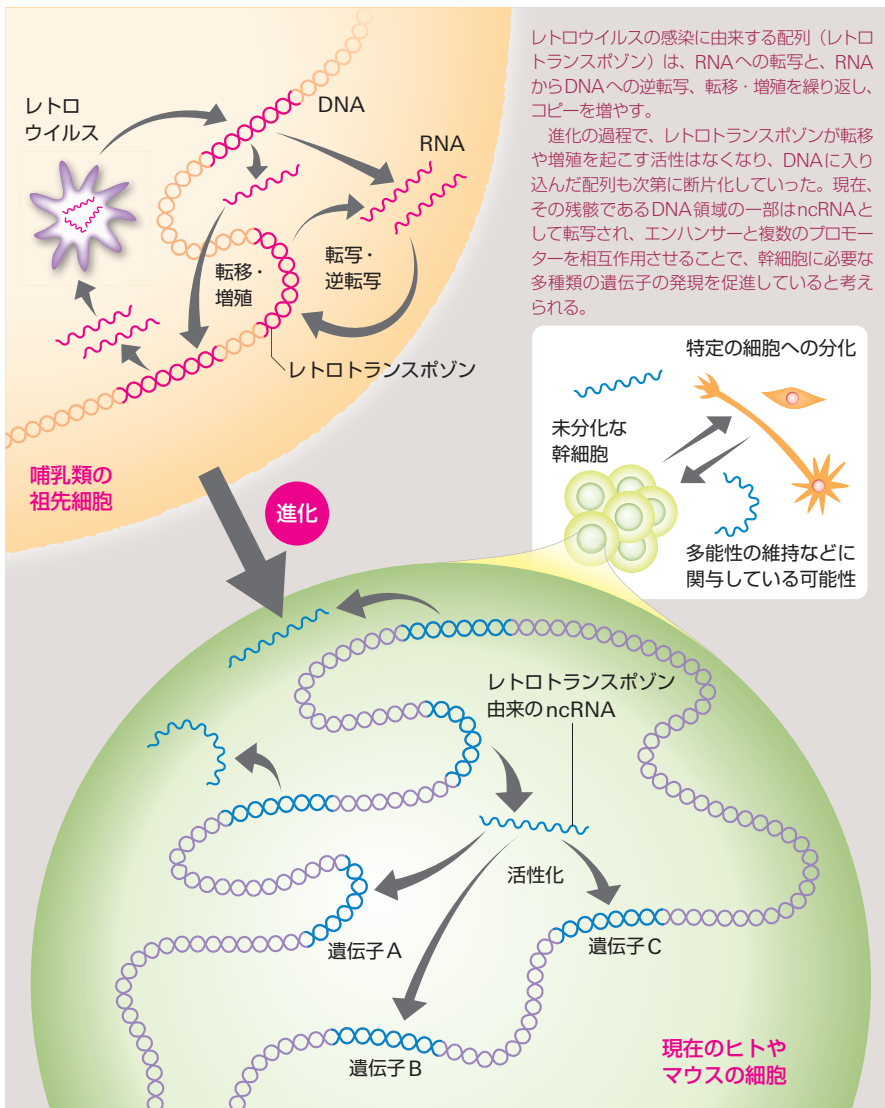 レトロウイルスの感染に由来する配列（レトロ
トランスポゾン）は、RNAへの転写と、RNA
からDNAへの逆転写、転移・増殖を繰り返し、
コピーを増やす。
　進化の過程で、レトロトランスポゾンが転移
や増殖を起こす活性はなくなり、DNAに入り
込んだ配列も次第に断片化していった。現在、
その残骸であるDNA領域の一部はncRNAと
して転写され、エンハンサーと複数のプロモー
ターを相互作用させることで、幹細胞に必要な
多種類の遺伝子の発現を促進していると考え
られる。
レトロ
ウイルス
DNA
RNA
転移・
増殖
転写・
逆転写
レトロトランスポゾン
哺乳類の
祖先細胞
進化
特定の細胞への分化
未分化な
幹細胞
多能性の維持などに
関与している可能性
レトロトランスポゾン
由来のncRNA
活性化
遺伝子A
遺伝子C
遺伝子B
現在のヒトや
マウスの細胞